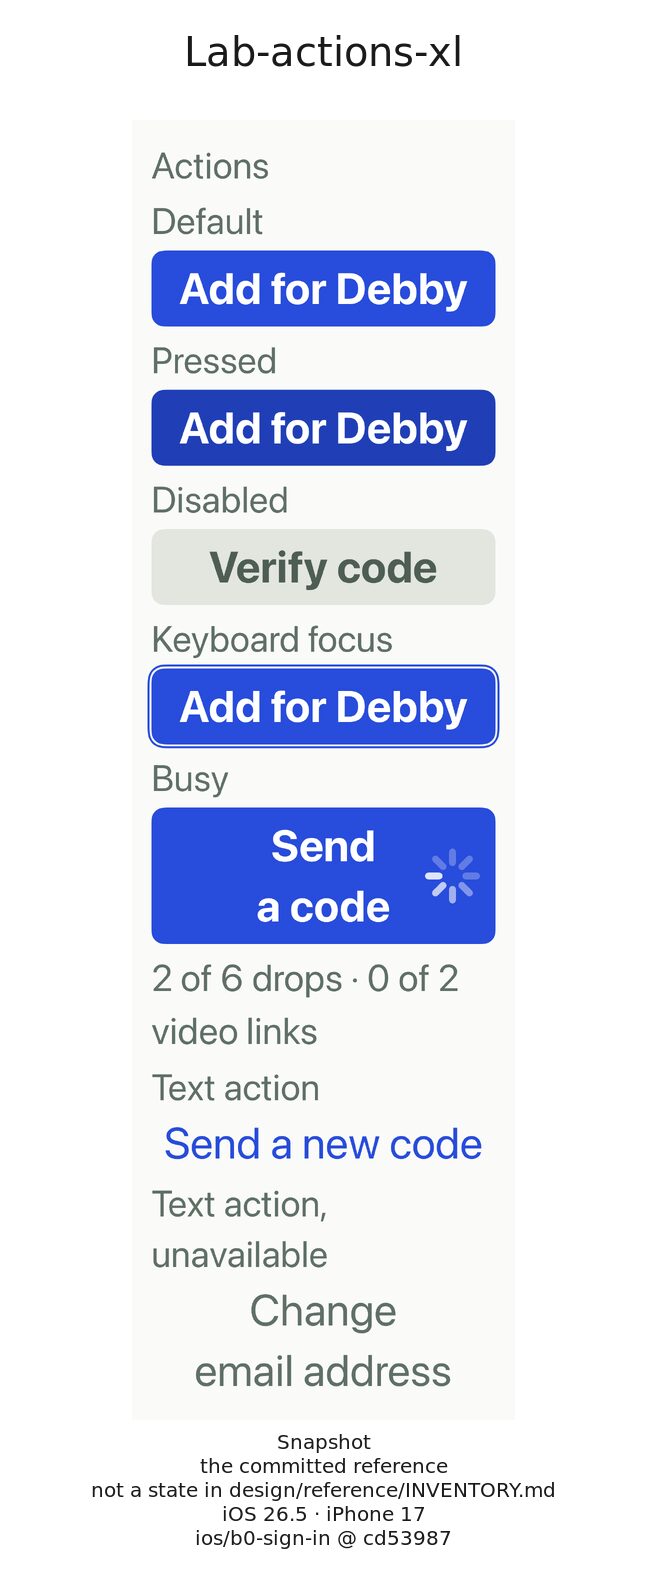 Lab-actions-xl
Actions
Default
Add for Debby
Pressed
Add for Debby
Disabled
Verify code
Keyboard focus
Add for Debby
Busy
Send
a code
2 of 6 drops · 0 of 2
video links
Text action
Send a new code
Text action,
unavailable
Change
email address
Snapshot
the committed reference
not a state in design/reference/INVENTORY.md
iOS 26.5 · iPhone 17
ios/b0-sign-in @ cd53987